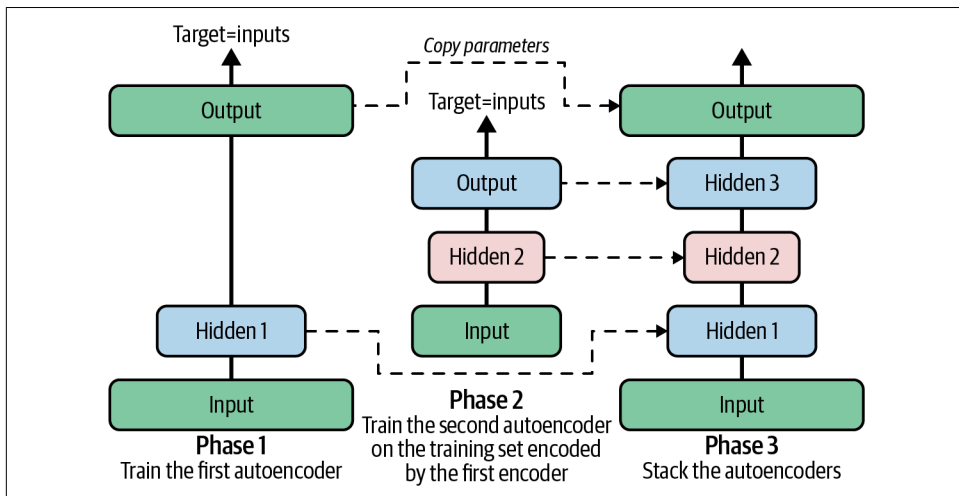 Target=inputs
Output
Hidden 1
Input
Phase 1
Train the first autoencoder
Copy parameters
Target=inputs
Output
Hidden 2
Input
Phase 2
Train the second autoencoder
on the training set encoded
by the first encoder
Output
Hidden 3
Hidden 2
Hidden 1
Input
Phase 3
Stack the autoencoders